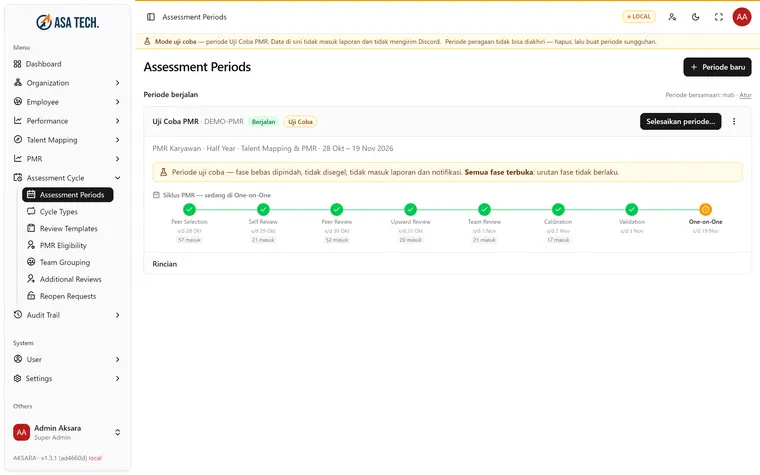 ASA TECH.
Assessment Periods
LOCAL
AA
Mode uji coba — periode Uji Coba PMR. Data di sini tidak masuk laporan dan tidak mengirim Discord. Periode peragaan tidak bisa diakhiri — hapus, lalu buat periode sungguhan.
Menu
Dashboard
Organization
Employee
Performance
Talent Mapping
PMR
Assessment Cycle
Assessment Periods
Cycle Types
Review Templates
PMR Eligibility
Team Grouping
Additional Reviews
Reopen Requests
Audit Trail
System
User
Settings
Others
AA
Admin Aksara
Super Admin
AKSARA · v1.3.1 (ad4660d) local
Assessment Periods
+ Periode baru
Periode berjalan
Periode bersamaan: mati · Atur
Uji Coba PMR · DEMO-PMR
Berjalan
Uji Coba
Selesaikan periode...
PMR Karyawan · Half Year · Talent Mapping & PMR · 28 Okt – 19 Nov 2026
Periode uji coba — fase bebas dipindah, tidak disegel, tidak masuk laporan dan notifikasi. Semua fase terbuka: urutan fase tidak berlaku.
Siklus PMR — sedang di One-on-One
Peer Selection
s/d 28 Okt
57 masuk
Self Review
s/d 29 Okt
21 masuk
Peer Review
s/d 30 Okt
52 masuk
Upward Review
s/d 31 Okt
20 masuk
Team Review
s/d 1 Nov
21 masuk
Calibration
s/d 2 Nov
17 masuk
Validation
s/d 3 Nov
One-on-One
s/d 19 Nov
Rincian